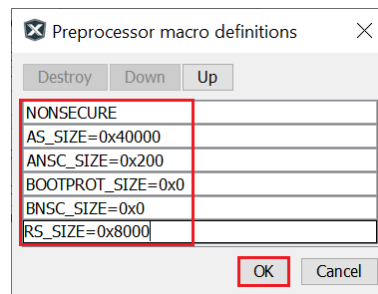 Preprocessor macro definitions
Destroy Down Up
NONSECURE
AS_SIZE=0x40000
ANSC_SIZE=0x200
BOOTPROT_SIZE=0x0
BNSC_SIZE=0x0
RS_SIZE=0x8000
OK Cancel